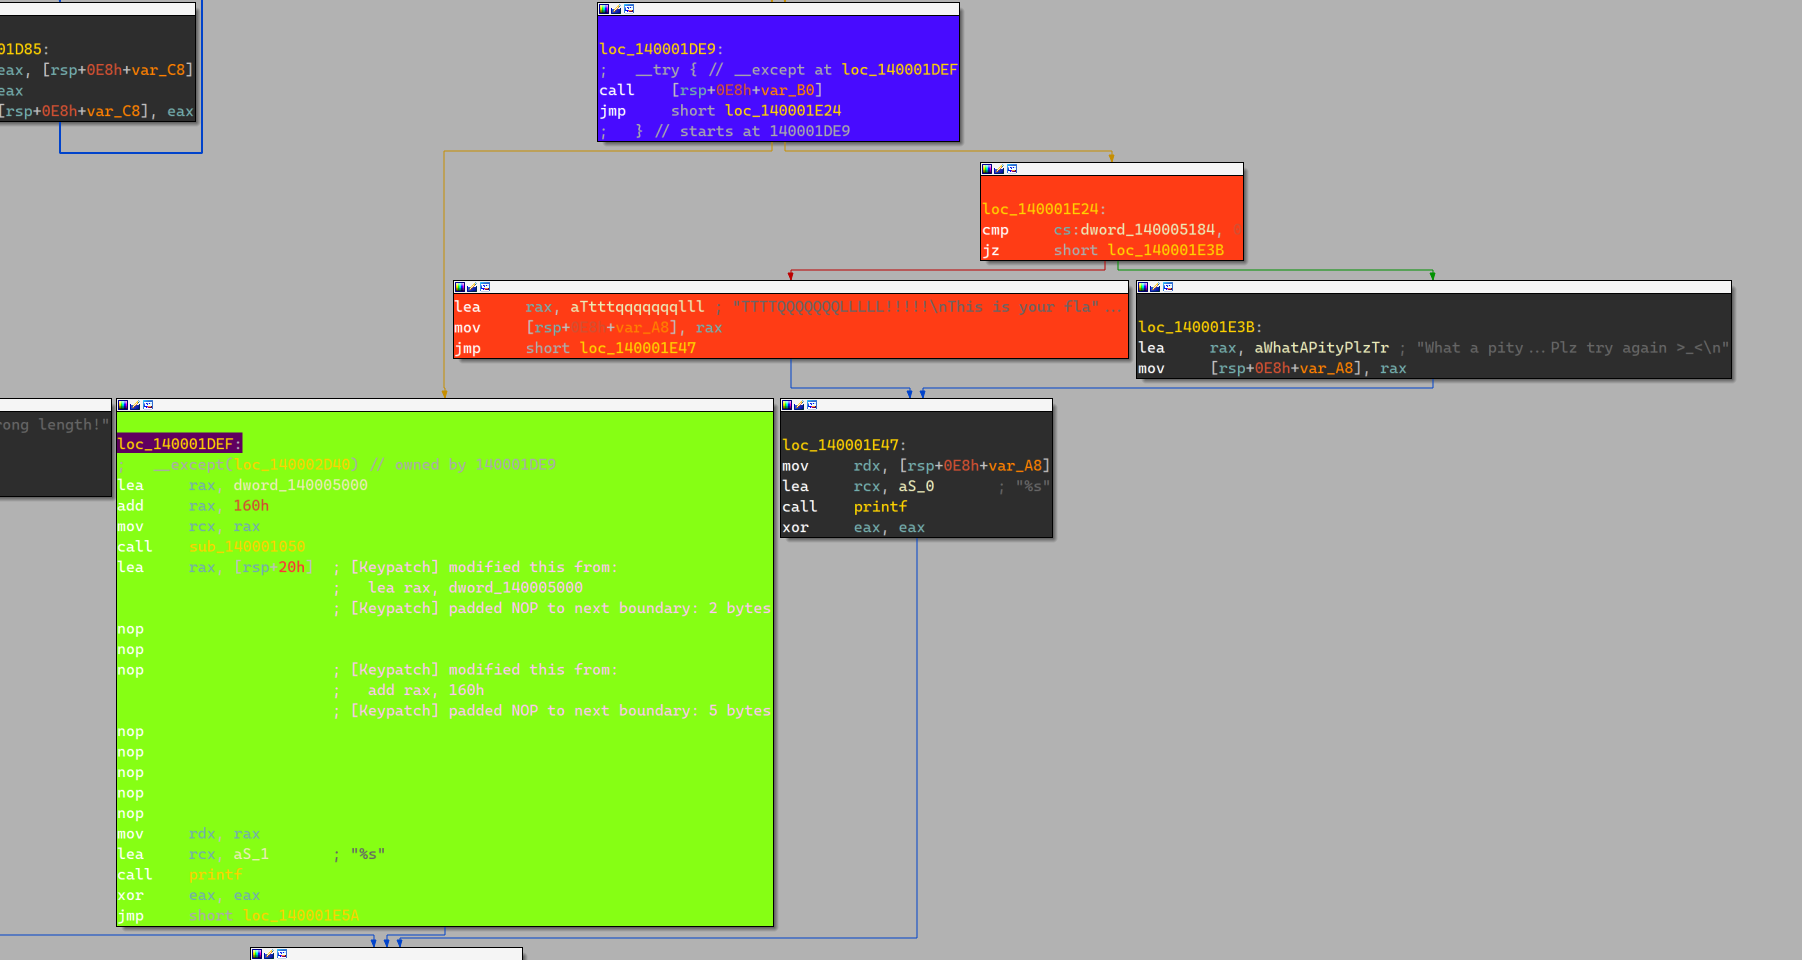 01D85:
eax, [rsp+0E8h+var_C8]
eax
[rsp+0E8h+var_C8], eax
loc_140001DE9:
;   __try { // __except at loc_140001DEF
call    [rsp+0E8h+var_B0]
jmp     short loc_140001E24
;   } // starts at 140001DE9
loc_140001E24:
cmp     cs:dword_140005184,
jz      short loc_140001E3B
lea     rax, aTtttqqqqqqqlll ; "TTTTQQQQQQQLLLLL!!!!!\nThis is your fla"...
mov     [rsp+ +var_A8], rax
jmp     short loc_140001E47
loc_140001E3B:
lea     rax, aWhatAPityPlzTr ; "What a pity...Plz try again >_<\n"
mov     [rsp+0E8h+var_A8], rax
rong length!"
loc_140001DEF:
;   __except(loc_140002D40) // owned by 140001DE9
lea     rax, dword_140005000
add     rax, 160h
mov     rcx, rax
call    sub_140001060
lea     rax, [rsp+20h]  ; [Keypatch] modified this from:
;   lea rax, dword_140005000
; [Keypatch] padded NOP to next boundary: 2 bytes
nop
nop
nop                     ; [Keypatch] modified this from:
;   add rax, 160h
; [Keypatch] padded NOP to next boundary: 5 bytes
nop
nop
nop
nop
nop
mov     rdx, rax
lea     rcx, aS_1       ; "%s"
call    printf
xor     eax, eax
jmp     short loc_140001E5A
loc_140001E47:
mov     rdx, [rsp+0E8h+var_A8]
lea     rcx, aS_0       ; "%s"
call    printf
xor     eax, eax